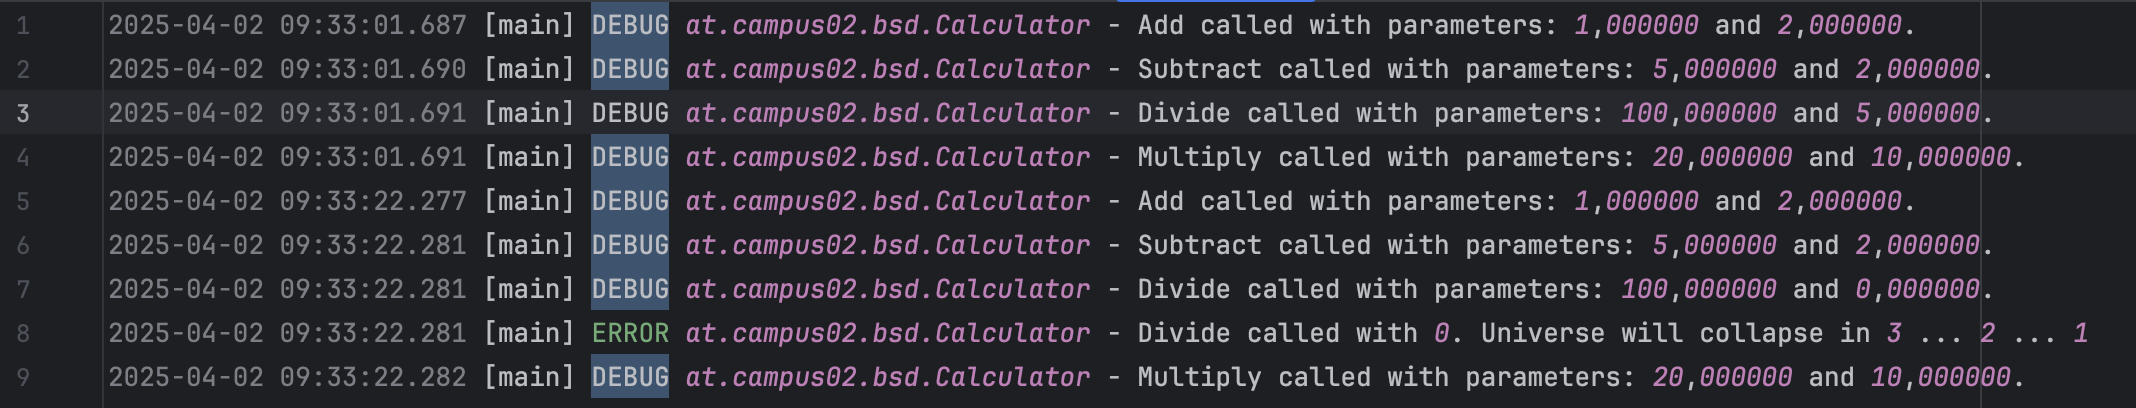 1 2025-04-02 09:33:01.687 [main] DEBUG at.campus02.bsd.Calculator - Add called with parameters: 1,000000 and 2,000000.
2 2025-04-02 09:33:01.690 [main] DEBUG at.campus02.bsd.Calculator - Subtract called with parameters: 5,000000 and 2,000000.
3 2025-04-02 09:33:01.691 [main] DEBUG at.campus02.bsd.Calculator - Divide called with parameters: 100,000000 and 5,000000.
4 2025-04-02 09:33:01.691 [main] DEBUG at.campus02.bsd.Calculator - Multiply called with parameters: 20,000000 and 10,000000.
5 2025-04-02 09:33:22.277 [main] DEBUG at.campus02.bsd.Calculator - Add called with parameters: 1,000000 and 2,000000.
6 2025-04-02 09:33:22.281 [main] DEBUG at.campus02.bsd.Calculator - Subtract called with parameters: 5,000000 and 2,000000.
7 2025-04-02 09:33:22.281 [main] DEBUG at.campus02.bsd.Calculator - Divide called with parameters: 100,000000 and 0,000000.
8 2025-04-02 09:33:22.281 [main] ERROR at.campus02.bsd.Calculator - Divide called with 0. Universe will collapse in 3 ... 2 ... 1
9 2025-04-02 09:33:22.282 [main] DEBUG at.campus02.bsd.Calculator - Multiply called with parameters: 20,000000 and 10,000000.